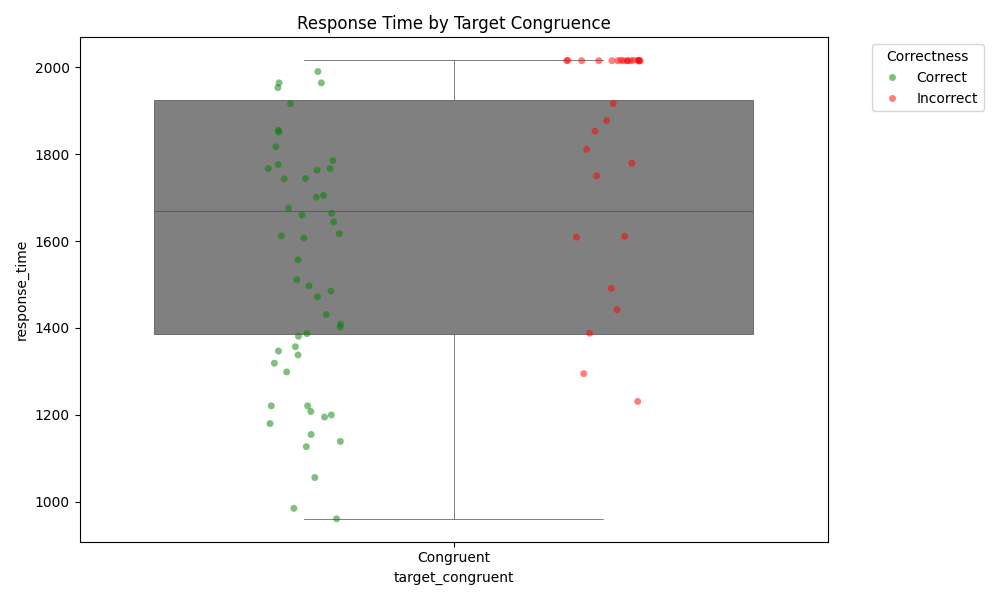 Response Time by Target Congruence
Correctness
Correct
Incorrect
2000
1800
1600
1400
1200
1000
response_time
Congruent
target_congruent